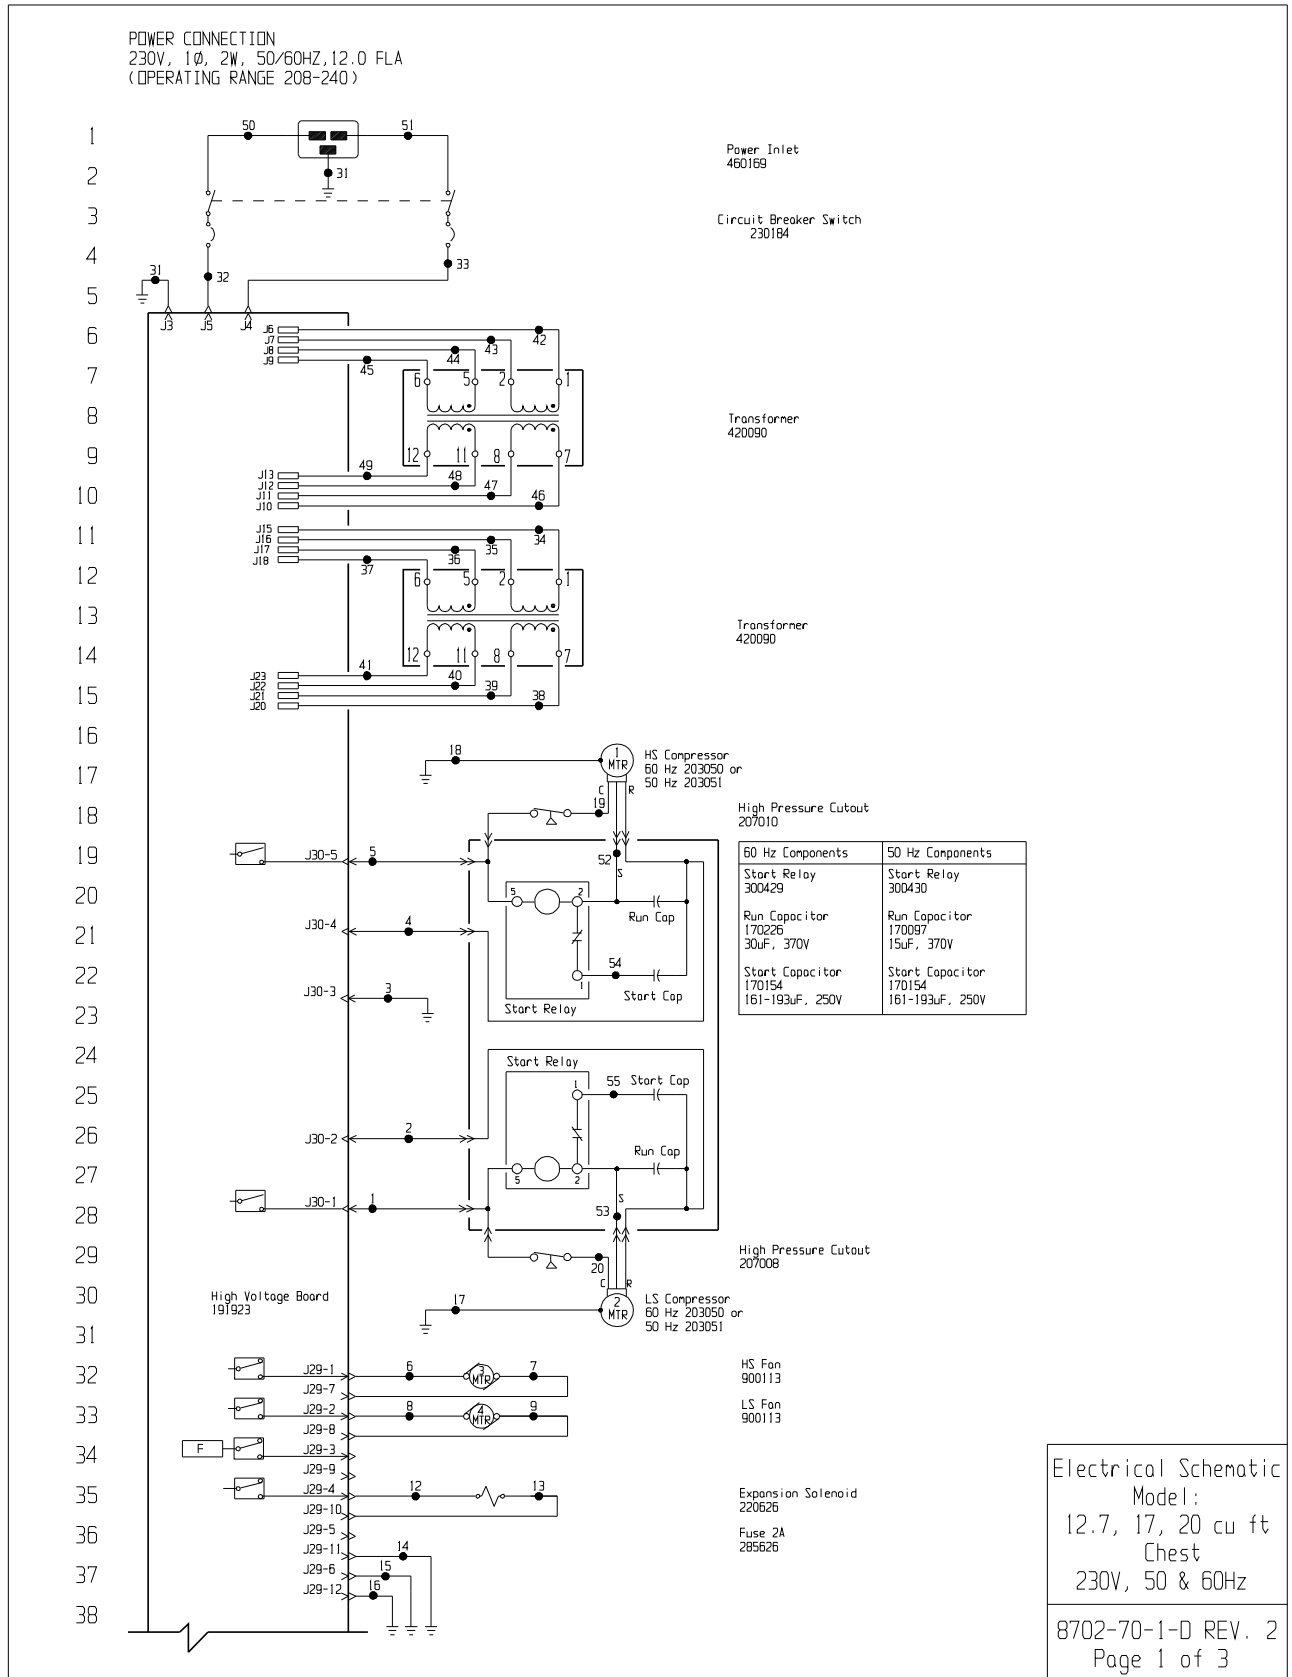 POWER CONNECTION
230V, 1Ø, 2W, 50/60HZ,12.0 FLA
(OPERATING RANGE 208-240)
1
50
51
Power Inlet
460169
2
31
3
Circuit Breaker Switch
230184
4
31
32
33
5
J3
J5
J4
6
J6
42
J7
43
J8
44
J9
45
7
6
5
2
1
8
Transformer
420090
9
12
11
8
7
J13
49
J12
48
10
J11
47
J10
46
11
J15
34
J16
35
J17
36
J18
37
12
6
5
2
1
13
Transformer
420090
14
12
11
8
7
J23
41
J22
40
15
J21
39
J20
38
16
18
1
MTR
HS Compressor
60 Hz 203050 or
50 Hz 203051
17
C
R
19
18
High Pressure Cutout
207010
19
J30-5
5
52
S
60 Hz Components
50 Hz Components
20
5
2
Run Cap
Start Relay
300429
Start Relay
300430
21
J30-4
4
Run Capacitor
170226
30uF, 370V
Run Capacitor
170097
15uF, 370V
22
54
1
Start Cap
Start Capacitor
170154
161-193uF, 250V
Start Capacitor
170154
161-193uF, 250V
J30-3
3
Start Relay
23
24
Start Relay
25
1
55
Start Cap
26
J30-2
2
Run Cap
27
5
2
28
J30-1
1
S
53
29
High Pressure Cutout
207008
20
C
R
30
High Voltage Board
191923
17
2
MTR
LS Compressor
60 Hz 203050 or
50 Hz 203051
31
32
J29-1
6
3
MTR
7
HS Fan
900113
J29-7
33
J29-2
8
4
MTR
9
LS Fan
900113
J29-8
34
F
J29-3
J29-9
35
J29-4
12
13
Expansion Solenoid
220626
J29-10
36
J29-5
Fuse 2A
285626
J29-11
14
37
J29-6
15
J29-12
16
38
Electrical Schematic
Model:
12.7, 17, 20 cu ft
Chest
230V, 50 & 60Hz
8702-70-1-D REV. 2
Page 1 of 3